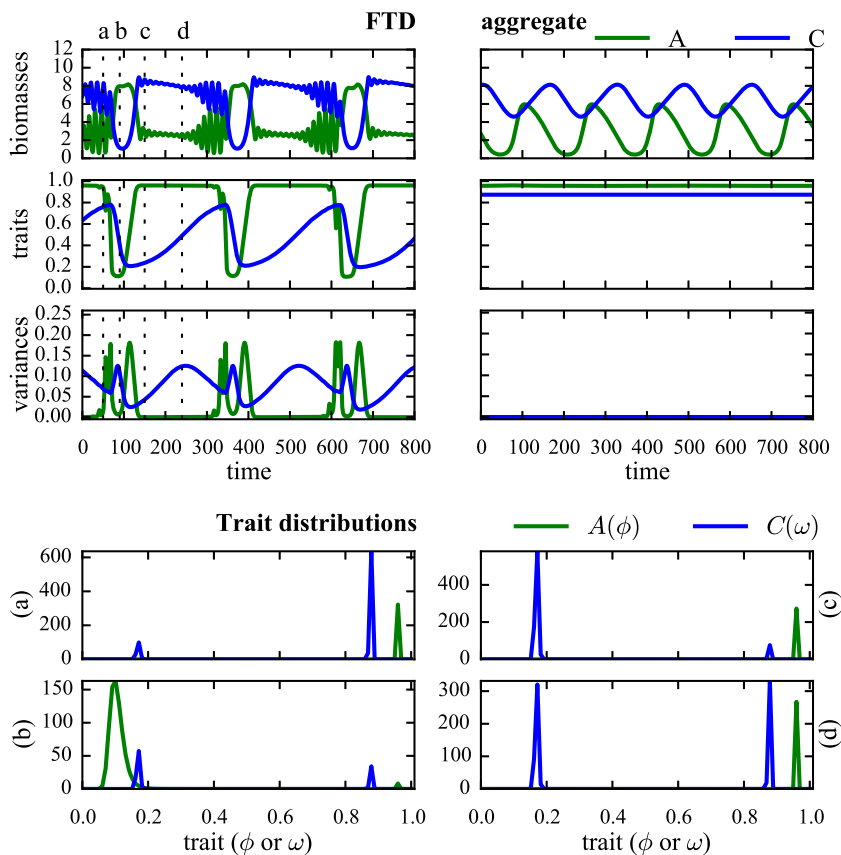 FTD aggregate
a b c d A C
12
10
8
6
4
2
0
biomasses
1.0
0.8
0.6
0.4
0.2
0.0
traits
0.25
0.20
0.15
0.10
0.05
0.00
variances
0 100 200 300 400 500 600 700 800
time
0 100 200 300 400 500 600 700 800
time
Trait distributions A(ϕ) C(ω)
600
500
400
300
200
100
0
(a)
400
200
0
(c)
150
100
50
0
(b)
300
200
100
0
(d)
0.0 0.2 0.4 0.6 0.8 1.0
trait (ϕ or ω)
0.0 0.2 0.4 0.6 0.8 1.0
trait (ϕ or ω)